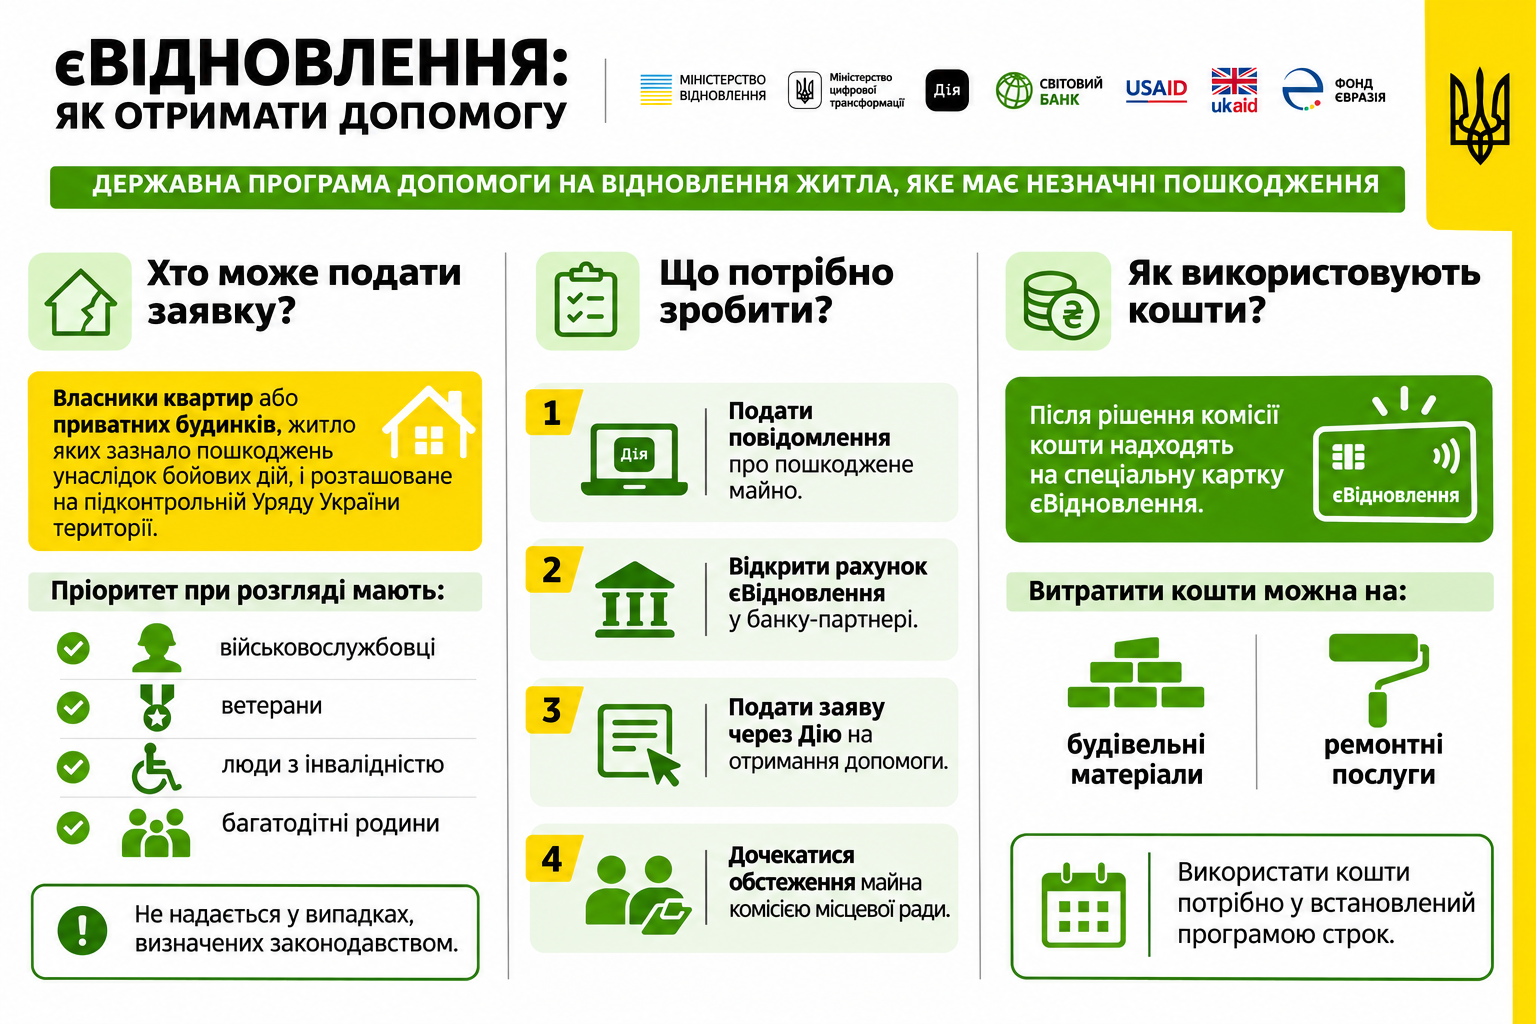 єВІДНОВЛЕННЯ:
ЯК ОТРИМАТИ ДОПОМОГУ
МІНІСТЕРСТВО
ВІДНОВЛЕННЯ
Міністерство
цифрової
трансформації
Дія
СВІТОВИЙ
БАНК
USAID
ukaid
ФОНД
ЄВРАЗІЯ
ДЕРЖАВНА ПРОГРАМА ДОПОМОГИ НА ВІДНОВЛЕННЯ ЖИТЛА, ЯКЕ МАЄ НЕЗНАЧНІ ПОШКОДЖЕННЯ
Хто може подати
заявку?
Власники квартир або
приватних будинків, житло
яких зазнало пошкоджень
унаслідок бойових дій, і розташоване
на підконтрольній Уряду України
території.
Пріоритет при розгляді мають:
військовослужбовці
ветерани
люди з інвалідністю
багатодітні родини
Не надається у випадках,
визначених законодавством.
Що потрібно
зробити?
1
Дія
Подати
повідомлення
про пошкоджене
майно.
2
Відкрити рахунок
єВідновлення
у банку-партнері.
3
Подати заяву
через Дію на
отримання допомоги.
4
Дочекатися
обстеження майна
комісією місцевої ради.
Як використовують
кошти?
₴
Після рішення комісії
кошти надходять
на спеціальну картку
єВідновлення.
єВідновлення
Витратити кошти можна на:
будівельні
матеріали
ремонтні
послуги
Використати кошти
потрібно у встановлений
програмою строк.